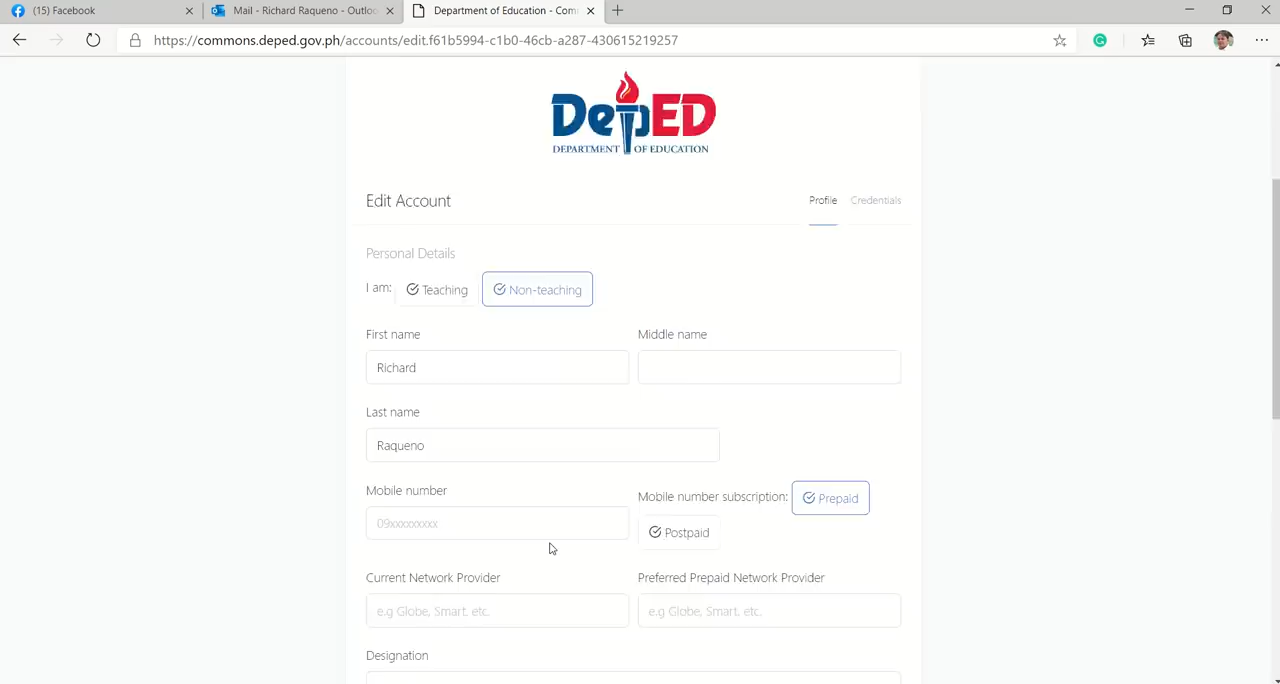 (15) Facebook
Mail - Richard Raqueno - Outlo
Department of Education - Com
https://commons.deped.gov.ph/accounts/edit.f61b5994-c1b0-46cb-a287-430615219257
DepED
DEPARTMENT OF EDUCATION
Edit Account
Profile Credentials
Personal Details
I am: Teaching Non-teaching
First name Middle name
Richard
Last name
Raqueno
Mobile number Mobile number subscription: Prepaid
09xxxxxxxxx
Postpaid
Current Network Provider Preferred Prepaid Network Provider
e.g Globe, Smart, etc. e.g Globe, Smart, etc.
Designation